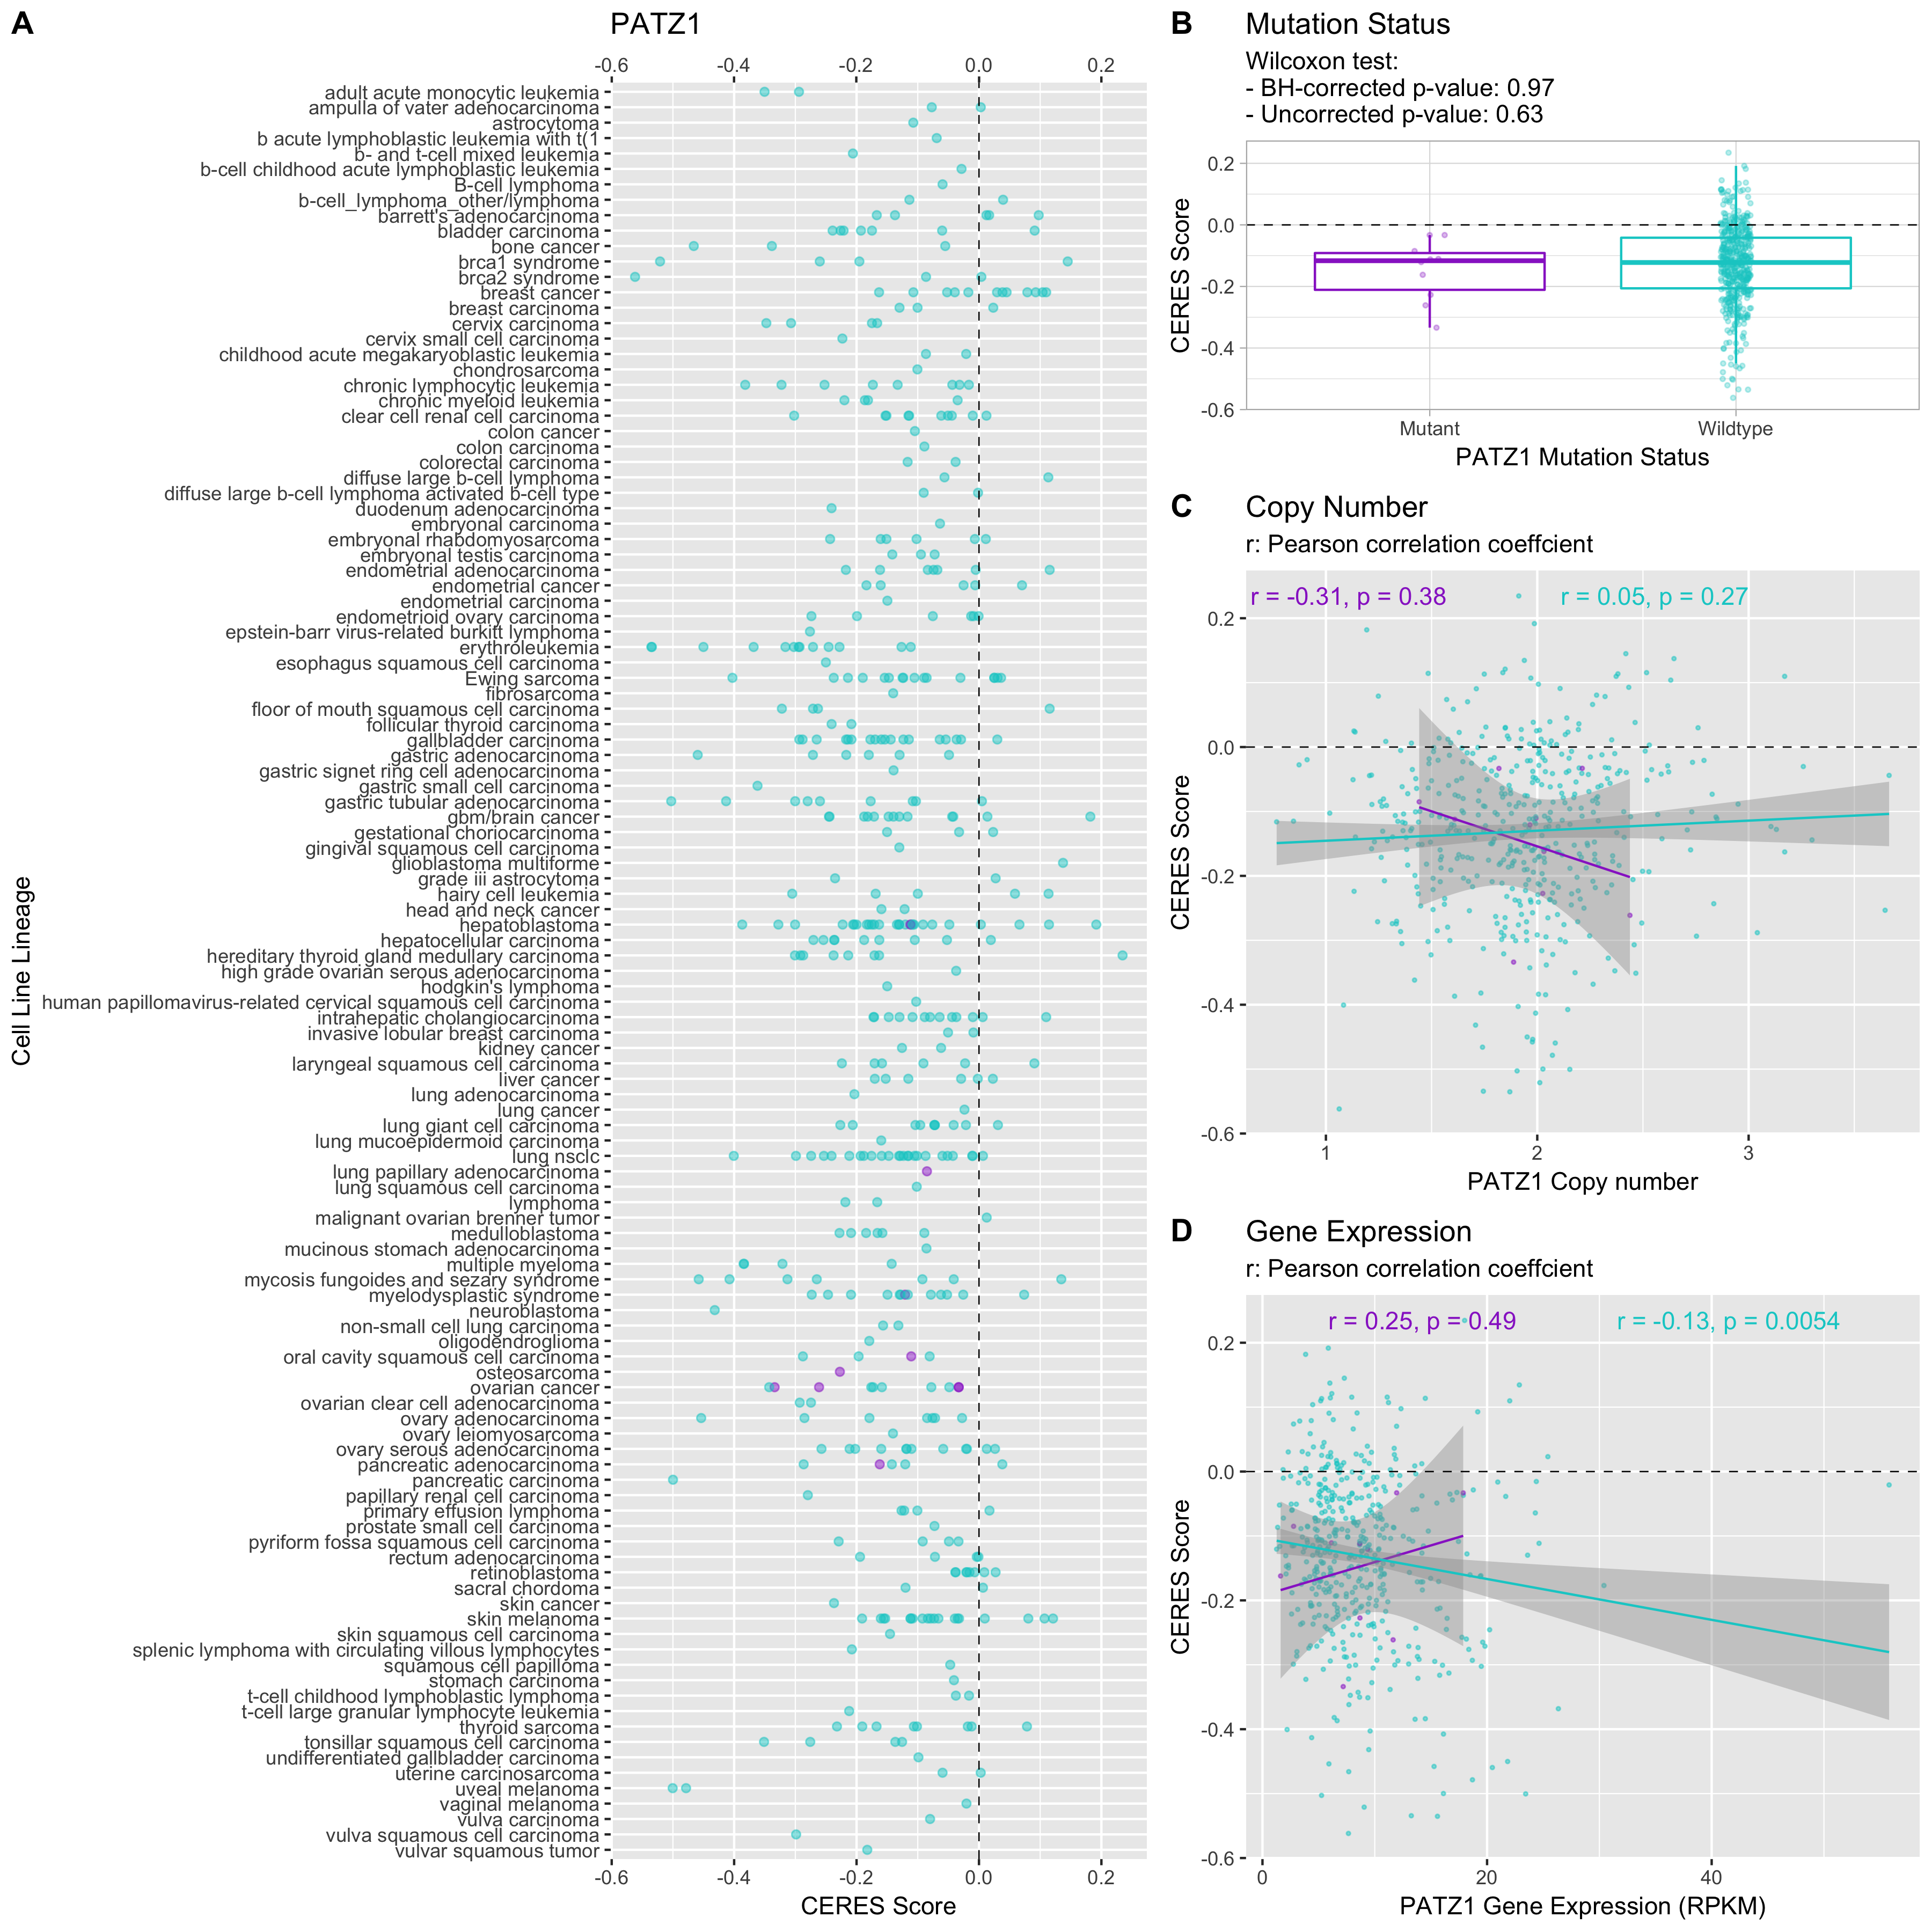 A
PATZ1
-0.6 -0.4 -0.2 0.0 0.2
Cell Line Lineage
adult acute monocytic leukemia
ampulla of vater adenocarcinoma
astrocytoma
b acute lymphoblastic leukemia with t(1
b- and t-cell mixed leukemia
b-cell childhood acute lymphoblastic leukemia
B-cell lymphoma
b-cell_lymphoma_other/lymphoma
barrett's adenocarcinoma
bladder carcinoma
bone cancer
brca1 syndrome
brca2 syndrome
breast cancer
breast carcinoma
cervix carcinoma
cervix small cell carcinoma
childhood acute megakaryoblastic leukemia
chondrosarcoma
chronic lymphocytic leukemia
chronic myeloid leukemia
clear cell renal cell carcinoma
colon cancer
colon carcinoma
colorectal carcinoma
diffuse large b-cell lymphoma
diffuse large b-cell lymphoma activated b-cell type
duodenum adenocarcinoma
embryonal carcinoma
embryonal rhabdomyosarcoma
embryonal testis carcinoma
endometrial adenocarcinoma
endometrial cancer
endometrial carcinoma
endometrioid ovary carcinoma
epstein-barr virus-related burkitt lymphoma
erythroleukemia
esophagus squamous cell carcinoma
Ewing sarcoma
fibrosarcoma
floor of mouth squamous cell carcinoma
follicular thyroid carcinoma
gallbladder carcinoma
gastric adenocarcinoma
gastric signet ring cell adenocarcinoma
gastric small cell carcinoma
gastric tubular adenocarcinoma
gbm/brain cancer
gestational choriocarcinoma
gingival squamous cell carcinoma
glioblastoma multiforme
grade iii astrocytoma
hairy cell leukemia
head and neck cancer
hepatoblastoma
hepatocellular carcinoma
hereditary thyroid gland medullary carcinoma
high grade ovarian serous adenocarcinoma
hodgkin's lymphoma
human papillomavirus-related cervical squamous cell carcinoma
intrahepatic cholangiocarcinoma
invasive lobular breast carcinoma
kidney cancer
laryngeal squamous cell carcinoma
liver cancer
lung adenocarcinoma
lung cancer
lung giant cell carcinoma
lung mucoepidermoid carcinoma
lung nsclc
lung papillary adenocarcinoma
lung squamous cell carcinoma
lymphoma
malignant ovarian brenner tumor
medulloblastoma
mucinous stomach adenocarcinoma
multiple myeloma
mycosis fungoides and sezary syndrome
myelodysplastic syndrome
neuroblastoma
non-small cell lung carcinoma
oligodendroglioma
oral cavity squamous cell carcinoma
osteosarcoma
ovarian cancer
ovarian clear cell adenocarcinoma
ovary adenocarcinoma
ovary leiomyosarcoma
ovary serous adenocarcinoma
pancreatic adenocarcinoma
pancreatic carcinoma
papillary renal cell carcinoma
primary effusion lymphoma
prostate small cell carcinoma
pyriform fossa squamous cell carcinoma
rectum adenocarcinoma
retinoblastoma
sacral chordoma
skin cancer
skin melanoma
skin squamous cell carcinoma
splenic lymphoma with circulating villous lymphocytes
squamous cell papilloma
stomach carcinoma
t-cell childhood lymphoblastic lymphoma
t-cell large granular lymphocyte leukemia
thyroid sarcoma
tonsillar squamous cell carcinoma
undifferentiated gallbladder carcinoma
uterine carcinosarcoma
uveal melanoma
vaginal melanoma
vulva carcinoma
vulva squamous cell carcinoma
vulvar squamous tumor
-0.6 -0.4 -0.2 0.0 0.2
CERES Score
B
Mutation Status
Wilcoxon test:
- BH-corrected p-value: 0.97
- Uncorrected p-value: 0.63
CERES Score
0.2
0.0
-0.2
-0.4
-0.6
Mutant Wildtype
PATZ1 Mutation Status
C
Copy Number
r: Pearson correlation coeffcient
r = -0.31, p = 0.38 r = 0.05, p = 0.27
CERES Score
0.2
0.0
-0.2
-0.4
-0.6
1 2 3
PATZ1 Copy number
D
Gene Expression
r: Pearson correlation coeffcient
r = 0.25, p = 0.49 r = -0.13, p = 0.0054
CERES Score
0.2
0.0
-0.2
-0.4
-0.6
0 20 40
PATZ1 Gene Expression (RPKM)